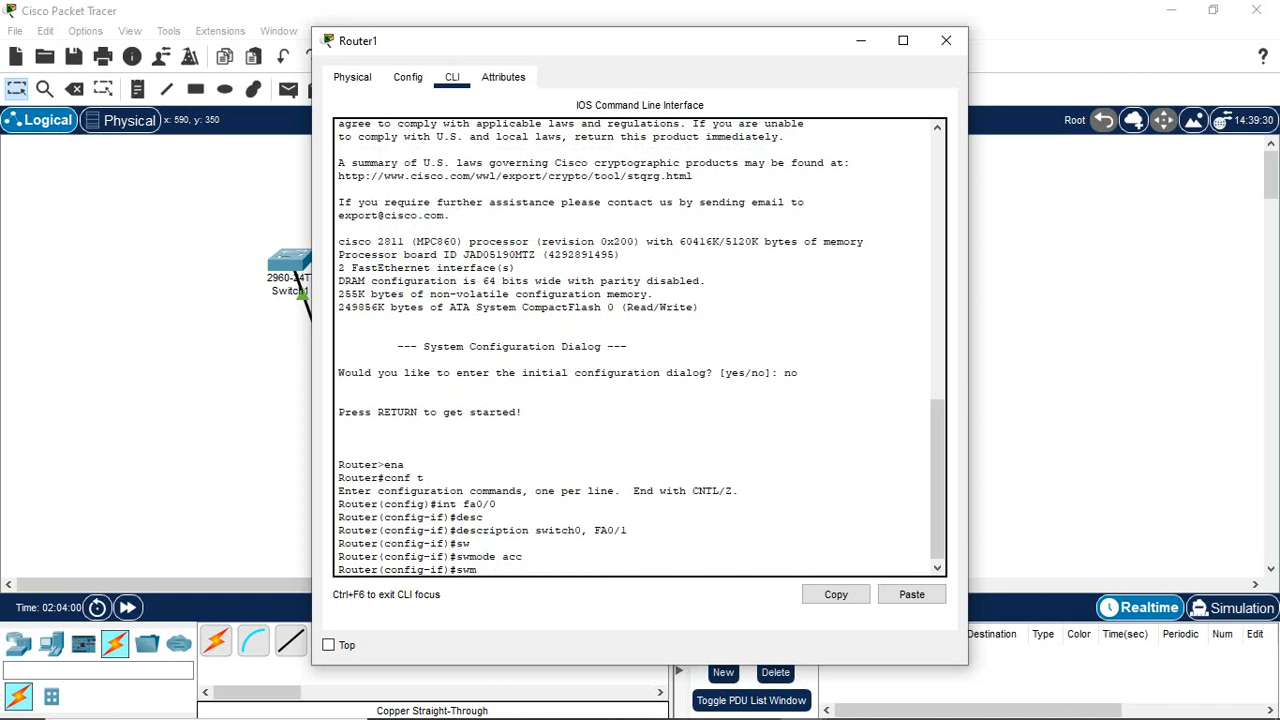 Cisco Packet Tracer
File Edit Options View Tools Extensions Window
Logical Physical x: 590, y: 350
Root 14:39:30
2960-24TT
Switch1
Router1
Physical Config CLI Attributes
IOS Command Line Interface
agree to comply with applicable laws and regulations. If you are unable
to comply with U.S. and local laws, return this product immediately.
A summary of U.S. laws governing Cisco cryptographic products may be found at:
http://www.cisco.com/wwl/export/crypto/tool/stqrg.html
If you require further assistance please contact us by sending email to
export@cisco.com.
cisco 2811 (MPC860) processor (revision 0x200) with 60416K/5120K bytes of memory
Processor board ID JAD05190MTZ (4292891495)
2 FastEthernet interface(s)
DRAM configuration is 64 bits wide with parity disabled.
255K bytes of non-volatile configuration memory.
249856K bytes of ATA System CompactFlash 0 (Read/Write)
--- System Configuration Dialog ---
Would you like to enter the initial configuration dialog? [yes/no]: no
Press RETURN to get started!
Router>ena
Router#conf t
Enter configuration commands, one per line.  End with CNTL/Z.
Router(config)#int fa0/0
Router(config-if)#desc
Router(config-if)#description switch0, FA0/1
Router(config-if)#sw
Router(config-if)#swmode acc
Router(config-if)#swm
Ctrl+F6 to exit CLI focus
Copy Paste
Top
Time: 02:04:00
Realtime Simulation
Destination Type Color Time(sec) Periodic Num Edit
New Delete
Toggle PDU List Window
Copper Straight-Through